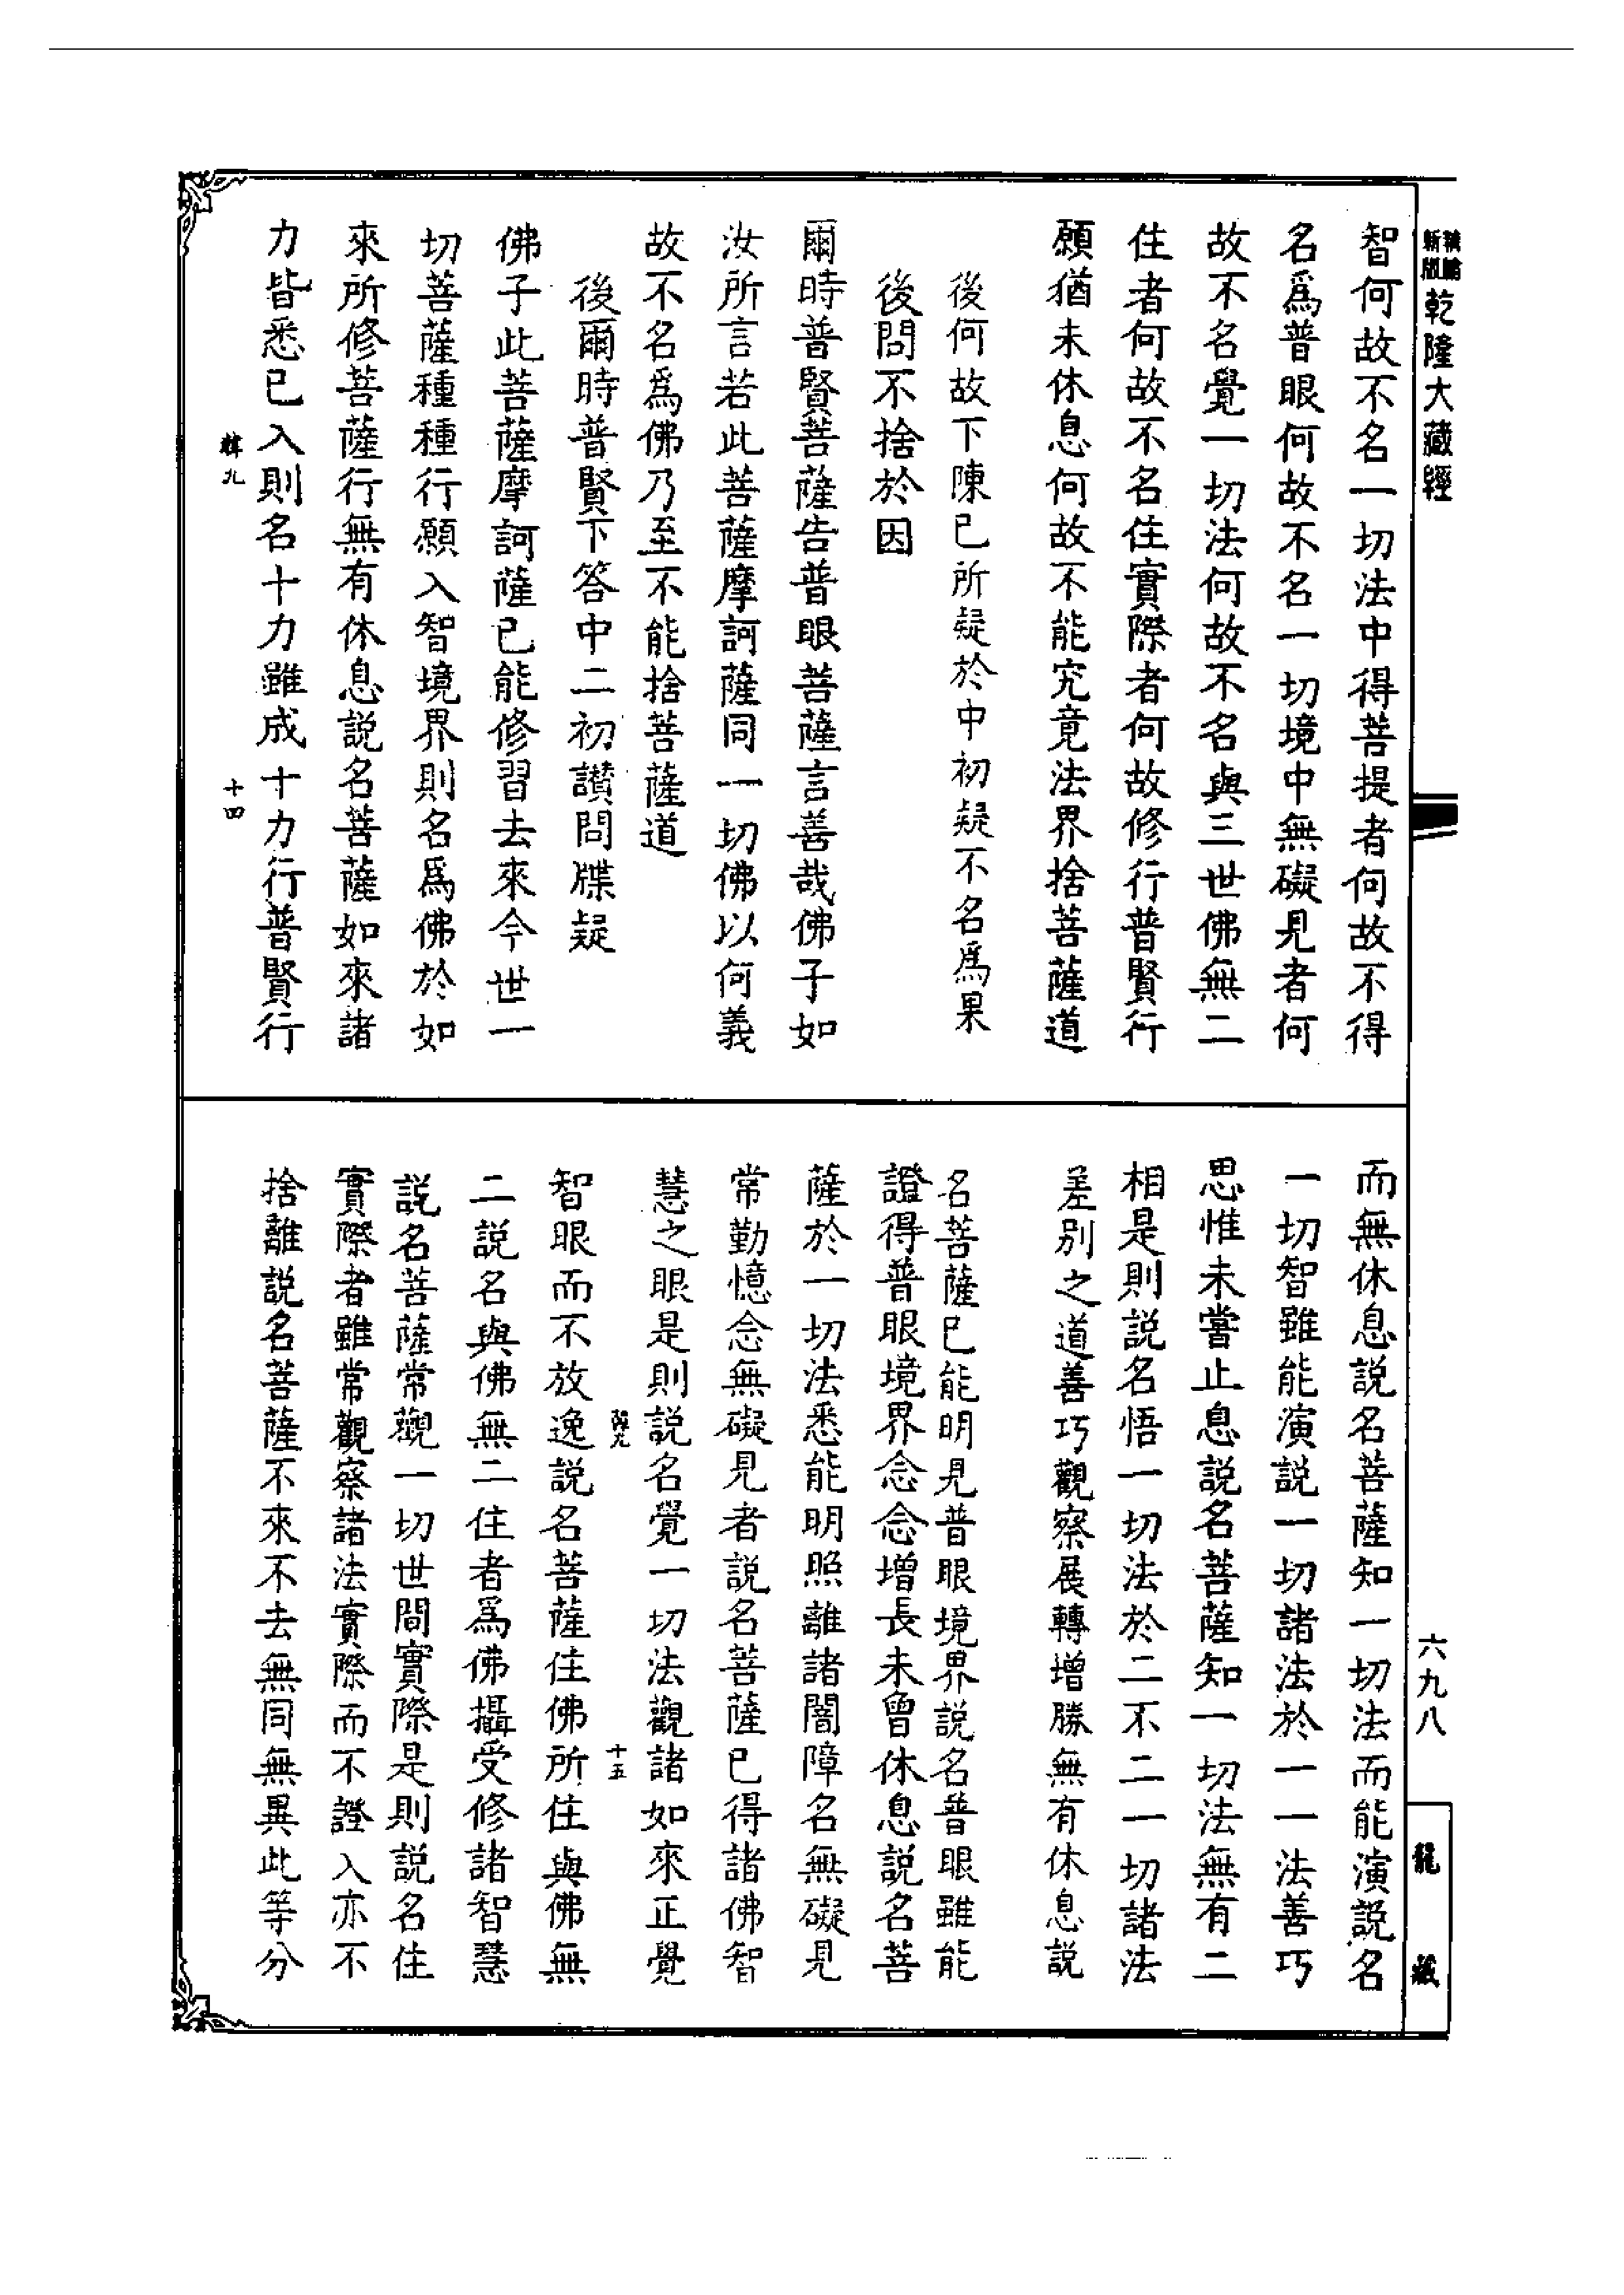 新版
乾隆大藏經
智何故不名一切法中得菩提者何故不得
名爲普眼何故不名一切境中無礙見者何
故不名覺一切法何故不名與三世佛無二
住者何故不名住實際者何故修行普賢行
願猶未休息何故不能究竟法界捨菩薩道
後何故下陳已所疑於中初疑不名爲果
後問不捨於因
爾時普賢菩薩告普眼菩薩言善哉佛子如
汝所言若此菩薩摩訶薩同一切佛以何義
故不名爲佛乃至不能捨菩薩道
後爾時普賢下答中二初讃問牒疑
佛子此菩薩摩訶薩已能修習去來今世一
切菩薩種種行願入智境界則名爲佛於如
來所修菩薩行無有休息説名菩薩如來諸
力皆悉已入則名十力雖成十力行普賢行
韓九
十四
而無休息説名菩薩知一切法而能演説名
一切智雖能演説一切諸法於一一法善巧
思惟未嘗止息説名菩薩知一切法無有二
相是則説名悟一切法於二不二一切諸法
差別之道善巧觀察展轉增勝無有休息説
名菩薩已能明見普眼境界説名普眼雖能
證得普眼境界念念增長未曾休息説名菩
薩於一切法悉能明照離諸闇障名無礙見
常勤憶念無礙見者説名菩薩已得諸佛智
慧之眼是則説名覺一切法觀諸如來正覺
韓九
十五
智眼而不放逸説名菩薩住佛所住與佛無
二説名與佛無二住者爲佛攝受修諸智慧
説名菩薩常觀一切世間實際是則説名住
實際者雖常觀察諸法實際而不證入亦不
捨離説名菩薩不來不去無同無異此等分
六九八
龍藏